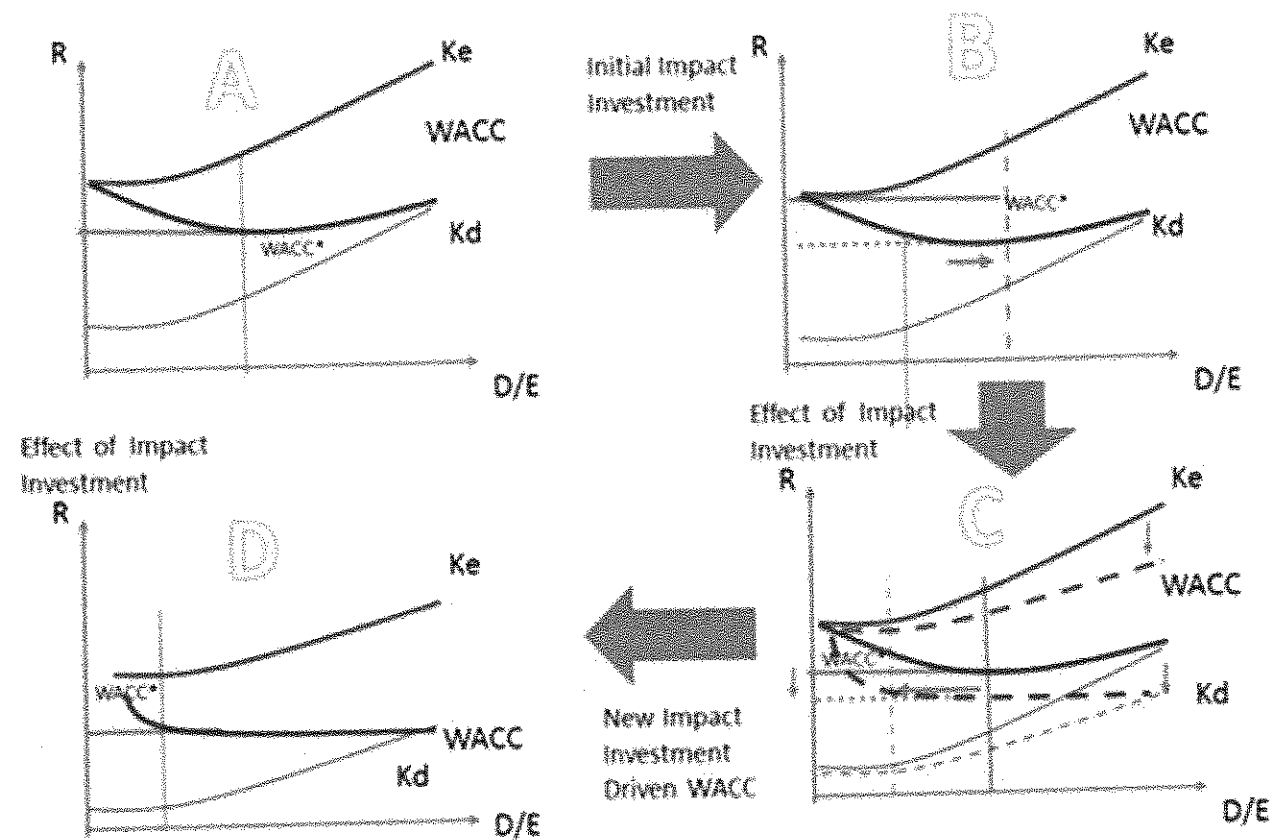 R
A
Ke
WACC
WACC*
Kd
D/E
Initial Impact
Investment
R
B
Ke
WACC
WACC*
Kd
D/E
Effect of Impact
Investment
R
C
Ke
WACC
WACC*
Kd
D/E
New Impact
Investment
Driven WACC
Effect of Impact
Investment
R
D
Ke
WACC*
WACC
Kd
D/E